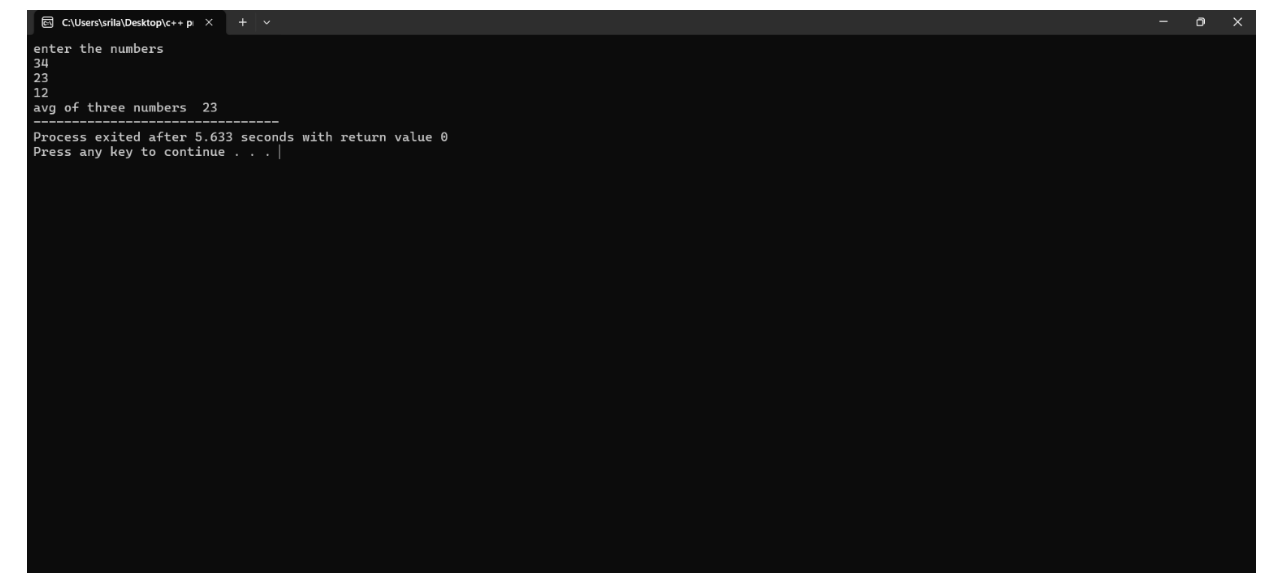 C:\Users\srila\Desktop\c++ p
enter the numbers
34
23
12
avg of three numbers  23
--------------------------------
Process exited after 5.633 seconds with return value 0
Press any key to continue . . .